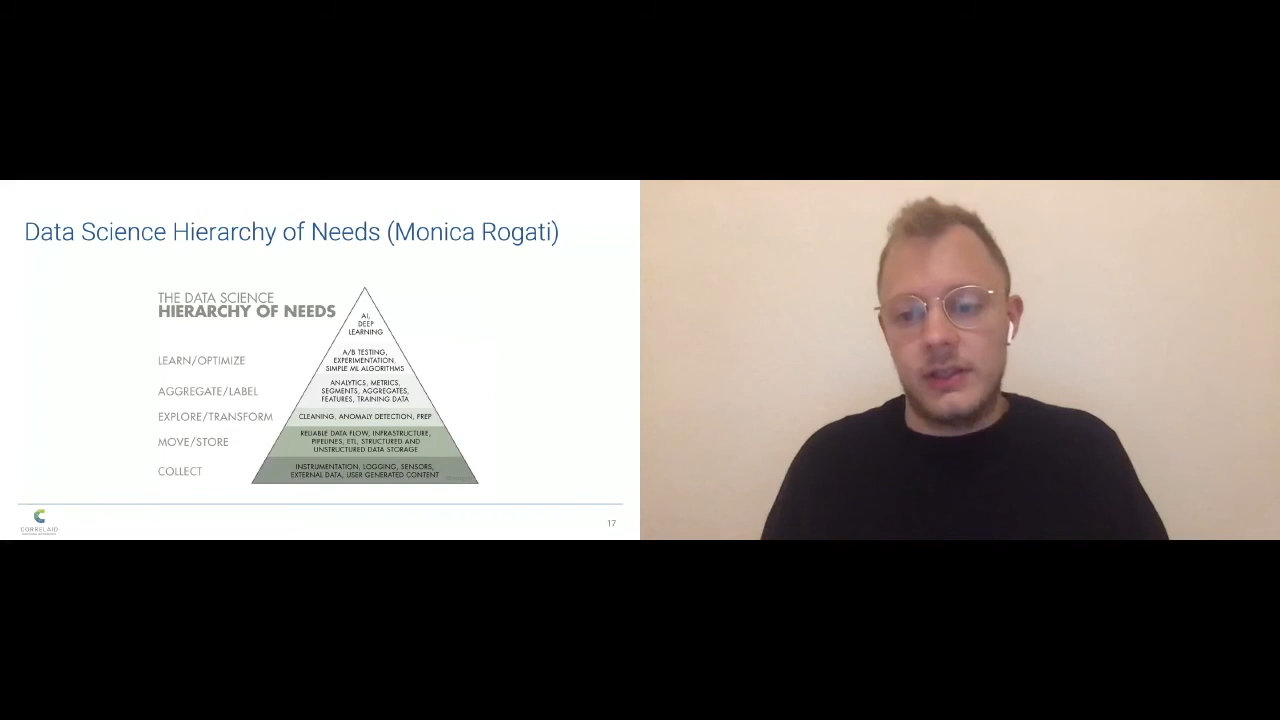 Data Science Hierarchy of Needs (Monica Rogati)
THE DATA SCIENCE
HIERARCHY OF NEEDS
AI,
DEEP
LEARNING
LEARN/OPTIMIZE
A/B TESTING,
EXPERIMENTATION,
SIMPLE ML ALGORITHMS
AGGREGATE/LABEL
ANALYTICS, METRICS,
SEGMENTS, AGGREGATES,
FEATURES, TRAINING DATA
EXPLORE/TRANSFORM
CLEANING, ANOMALY DETECTION, PREP
MOVE/STORE
RELIABLE DATA FLOW, INFRASTRUCTURE,
PIPELINES, ETL, STRUCTURED AND
UNSTRUCTURED DATA STORAGE
COLLECT
INSTRUMENTATION, LOGGING, SENSORS,
EXTERNAL DATA, USER GENERATED CONTENT
CORRELAID
17